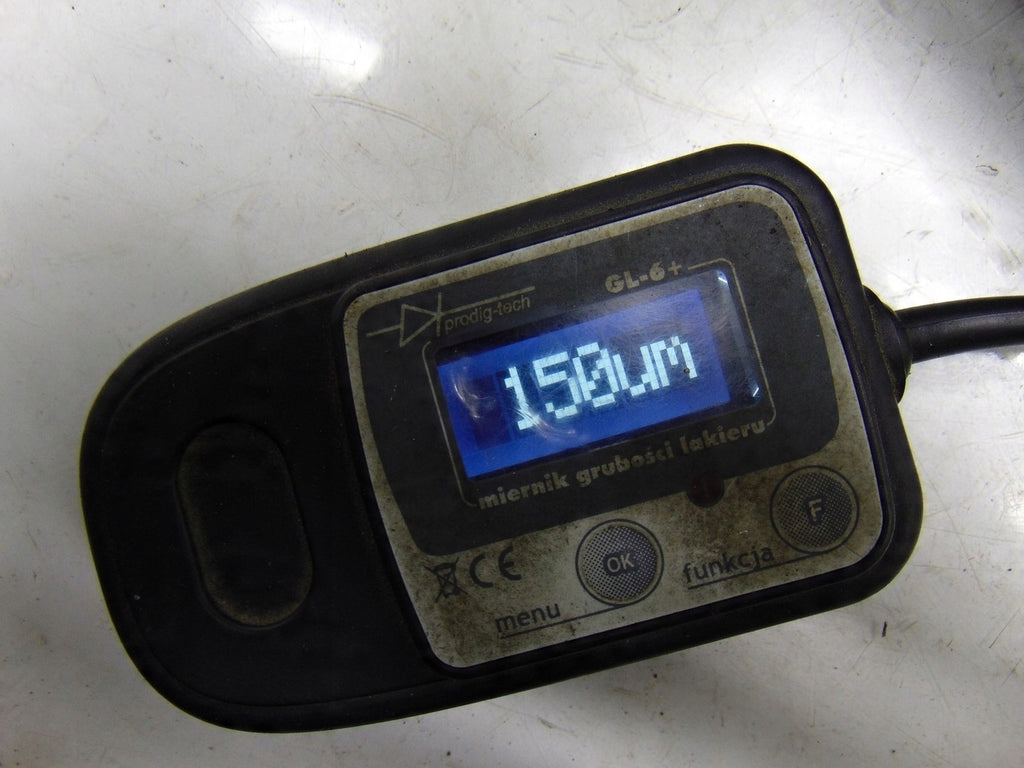 GL-6+
prodig-tech
150um
miernik grubości lakieru
CE
OK
F
menu
funkcja